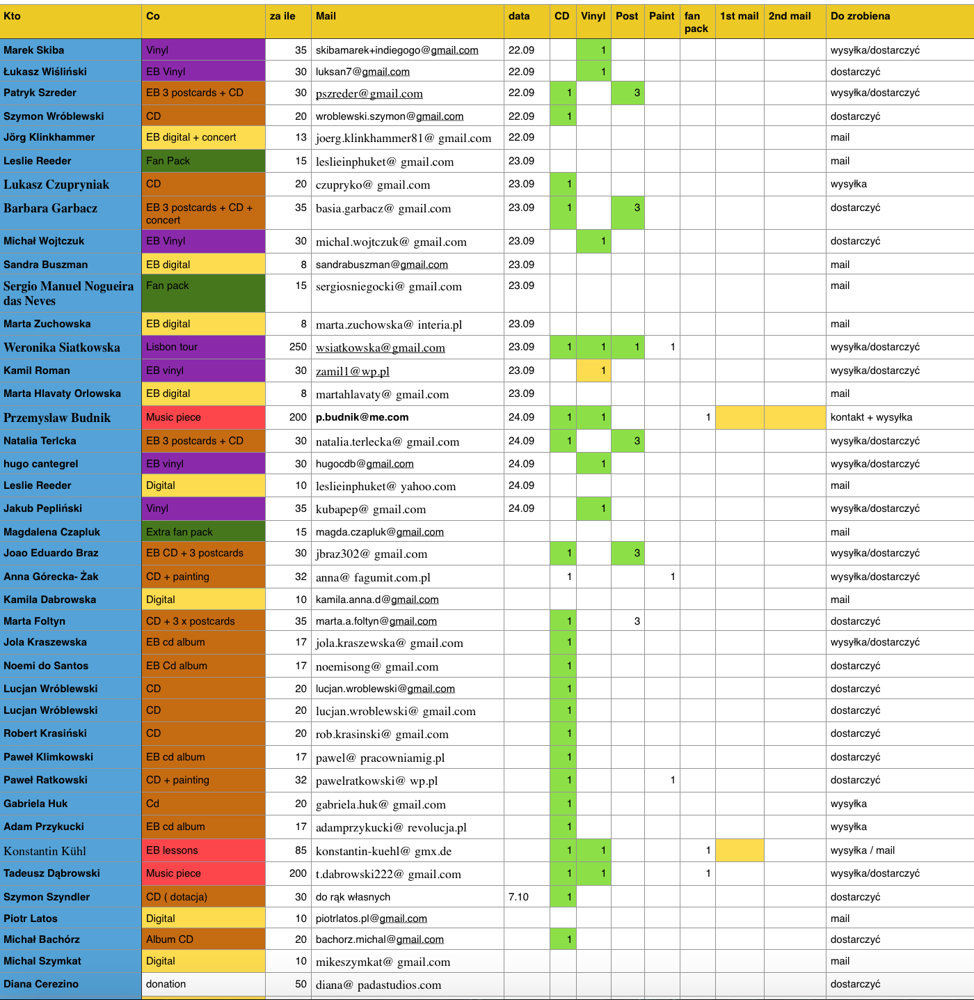 Kto Co za ile Mail data CD Vinyl Post Paint fan pack 1st mail 2nd mail Do zrobiena
Marek Skiba Vinyl 35 skibamarek+indiegogo@gmail.com 22.09 1 wysyłka/dostarczyć
Łukasz Wiśliński EB Vinyl 30 luksan7@gmail.com 22.09 1 dostarczyć
Patryk Szreder EB 3 postcards + CD 30 pszreder@gmail.com 22.09 1 3 wysyłka/dostarczyć
Szymon Wróblewski CD 20 wroblewski.szymon@gmail.com 22.09 1 dostarczyć
Jörg Klinkhammer EB digital + concert 13 joerg.klinkhammer81@ gmail.com 22.09 mail
Leslie Reeder Fan Pack 15 leslieinphuket@ gmail.com 23.09 mail
Lukasz Czupryniak CD 20 czupryko@ gmail.com 23.09 1 wysyłka
Barbara Garbacz EB 3 postcards + CD + concert 35 basia.garbacz@ gmail.com 23.09 1 3 dostarczyć
Michał Wojtczuk EB Vinyl 30 michal.wojtczuk@ gmail.com 23.09 1 dostarczyć
Sandra Buszman EB digital 8 sandrabuszman@gmail.com 23.09 mail
Sergio Manuel Nogueira das Neves Fan pack 15 sergiosniegocki@ gmail.com 23.09 mail
Marta Zuchowska EB digital 8 marta.zuchowska@ interia.pl 23.09 mail
Weronika Siatkowska Lisbon tour 250 wsiatkowska@gmail.com 23.09 1 1 1 1 wysyłka/dostarczyć
Kamil Roman EB vinyl 30 zamil1@wp.pl 23.09 1 wysyłka/dostarczyć
Marta Hlavaty Orlowska EB digital 8 martahlavaty@ gmail.com 23.09 mail
Przemyslaw Budnik Music piece 200 p.budnik@me.com 24.09 1 1 1 kontakt + wysyłka
Natalia Terlcka EB 3 postcards + CD 30 natalia.terlecka@ gmail.com 24.09 1 3 wysyłka/dostarczyć
hugo cantegrel EB vinyl 30 hugocdb@gmail.com 24.09 1 wysyłka/dostarczyć
Leslie Reeder Digital 10 leslieinphuket@ yahoo.com 24.09 mail
Jakub Pepliński Vinyl 35 kubapep@ gmail.com 24.09 1 wysyłka/dostarczyć
Magdalena Czapluk Extra fan pack 15 magda.czapluk@gmail.com mail
Joao Eduardo Braz EB CD + 3 postcards 30 jbraz302@ gmail.com 1 3 wysyłka/dostarczyć
Anna Górecka- Żak CD + painting 32 anna@ fagumit.com.pl 1 1 wysyłka/dostarczyć
Kamila Dabrowska Digital 10 kamila.anna.d@gmail.com mail
Marta Foltyn CD + 3 x postcards 35 marta.a.foltyn@gmail.com 1 3 dostarczyć
Jola Kraszewska EB cd album 17 jola.kraszewska@ gmail.com 1 wysyłka/dostarczyć
Noemi do Santos EB Cd album 17 noemisong@ gmail.com 1 dostarczyć
Lucjan Wróblewski CD 20 lucjan.wroblewski@gmail.com 1 dostarczyć
Lucjan Wróblewski CD 20 lucjan.wroblewski@ gmail.com 1 dostarczyć
Robert Krasiński CD 20 rob.krasinski@ gmail.com 1 dostarczyć
Paweł Klimkowski EB cd album 17 pawel@ pracowniamig.pl 1 dostarczyć
Paweł Ratkowski CD + painting 32 pawelratkowski@ wp.pl 1 1 dostarczyć
Gabriela Huk Cd 20 gabriela.huk@ gmail.com 1 wysyłka
Adam Przykucki EB cd album 17 adamprzykucki@ revolucja.pl 1 wysyłka
Konstantin Kühl EB lessons 85 konstantin-kuehl@ gmx.de 1 1 1 wysyłka / mail
Tadeusz Dąbrowski Music piece 200 t.dabrowski222@ gmail.com 1 1 1 wysyłka/dostarczyć
Szymon Szyndler CD ( dotacja) 30 do rąk własnych 7.10 1 dostarczyć
Piotr Latos Digital 10 piotrlatos.pl@gmail.com mail
Michał Bachórz Album CD 20 bachorz.michal@gmail.com 1 dostarczyć
Michal Szymkat Digital 10 mikeszymkat@ gmail.com mail
Diana Cerezino donation 50 diana@ padastudios.com dostarczyć